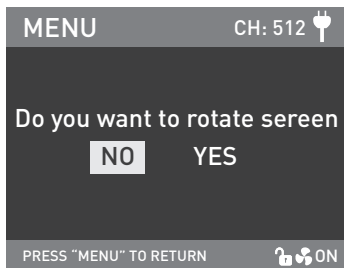 MENU CH: 512
Do you want to rotate sereen
NO YES
PRESS “MENU” TO RETURN ON